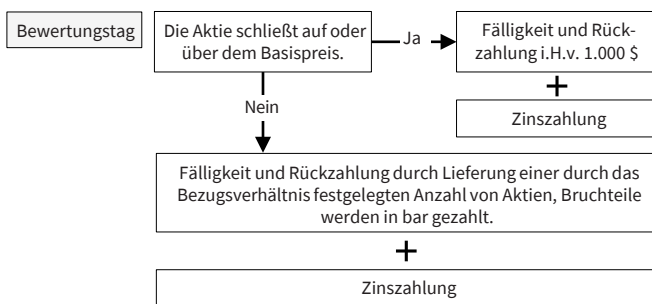 Bewertungstag
Die Aktie schließt auf oder
über dem Basispreis.
Ja
Fälligkeit und Rück-
zahlung i.H.v. 1.000 $
+
Zinszahlung
Nein
Fälligkeit und Rückzahlung durch Lieferung einer durch das
Bezugsverhältnis festgelegten Anzahl von Aktien, Bruchteile
werden in bar gezahlt.
+
Zinszahlung